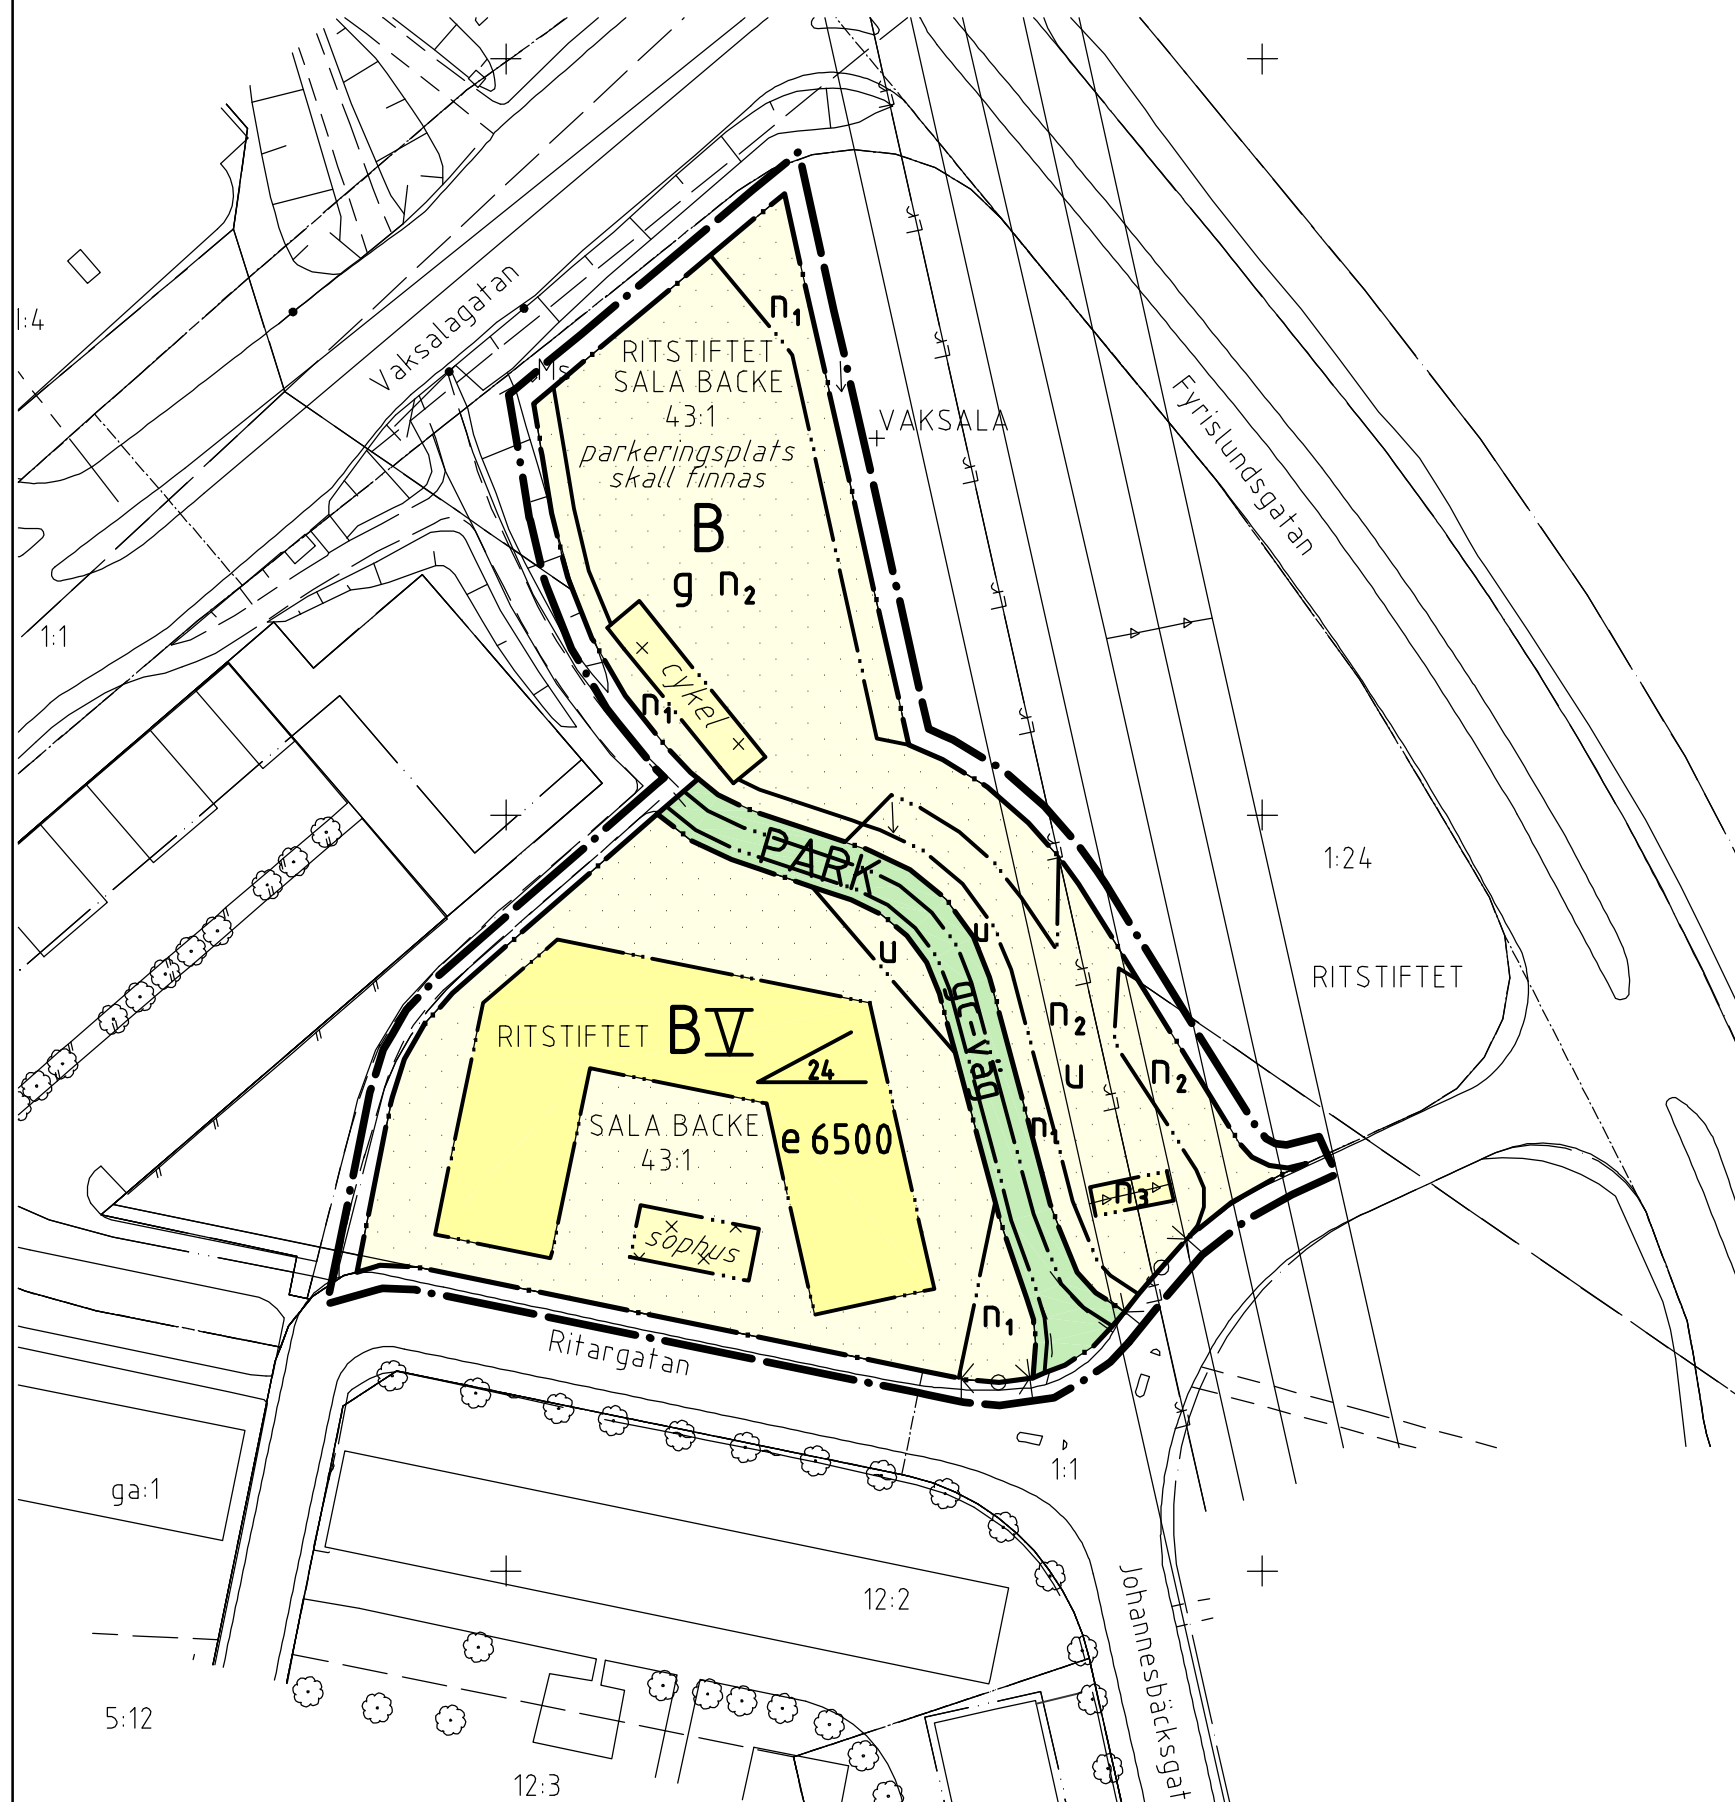 Vaksalagatan
1:4
Ms
n1
RITSTIFTET
SALA BACKE
43:1
parkeringsplats
skall finnas
B
g n2
VAKSALA
Fyrislundsgatan
1:1
cykel
n1
PARK
1:24
RITSTIFTET
u
u
gc-väg
n2
u
n2
RITSTIFTET
B V
24
SALA BACKE
43:1
e 6500
n1
n3
sophus
n1
Ritargatan
1:1
ga:1
12:2
Johannesbäcksgat
5:12
12:3